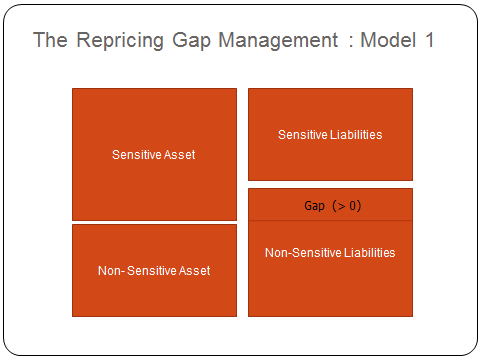 The Repricing Gap Management : Model 1
Sensitive Asset
Sensitive Liabilities
Gap (> 0)
Non- Sensitive Asset
Non-Sensitive Liabilities